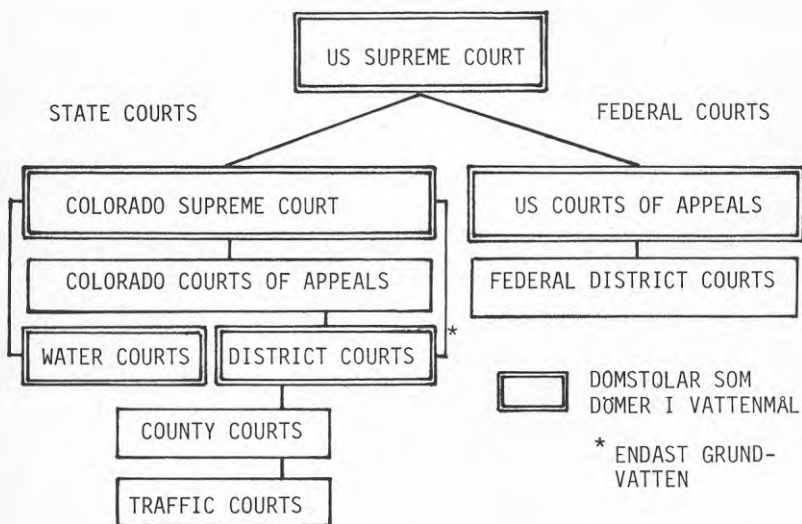 US SUPREME COURT
STATE COURTS
FEDERAL COURTS
COLORADO SUPREME COURT
US COURTS OF APPEALS
COLORADO COURTS OF APPEALS
FEDERAL DISTRICT COURTS
WATER COURTS
DISTRICT COURTS
*
COUNTY COURTS
TRAFFIC COURTS
DOMSTOLAR SOM
DÖMER I VATTENMÅL
* ENDAST GRUND-
VATTEN